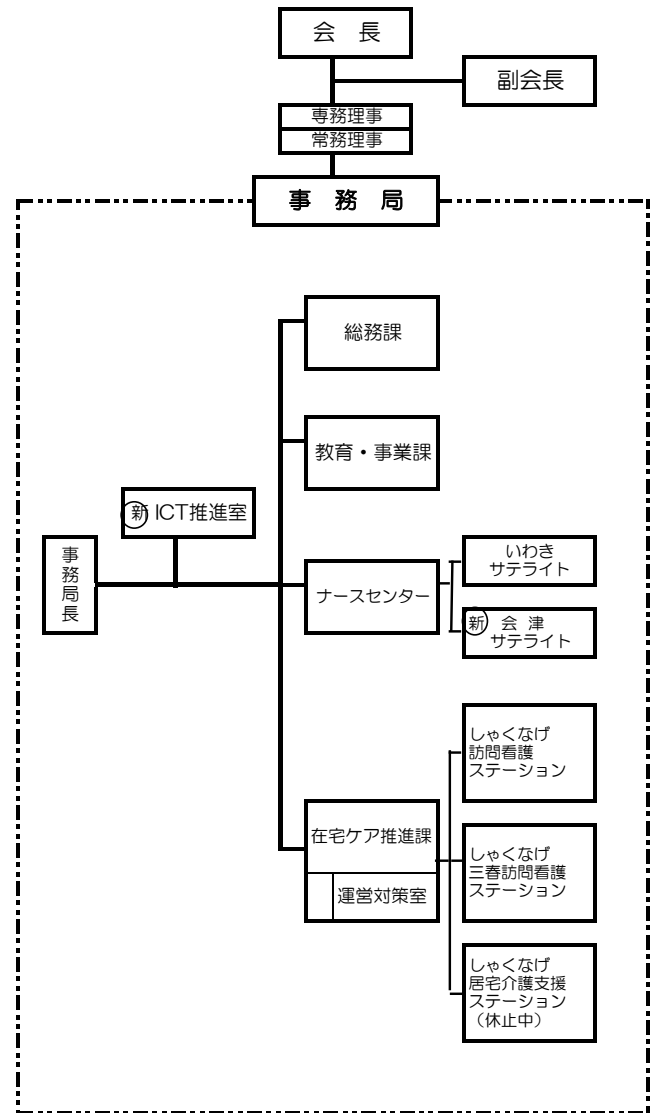 会 長
副会長
専務理事
常務理事
事 務 局
総務課
教育・事業課
新 ICT推進室
事務局長
ナースセンター
いわき
サテライト
新 会 津
サテライト
しゃくなげ
訪問看護
ステーション
在宅ケア推進課
運営対策室
しゃくなげ
三春訪問看護
ステーション
しゃくなげ
居宅介護支援
ステーション
（休止中）